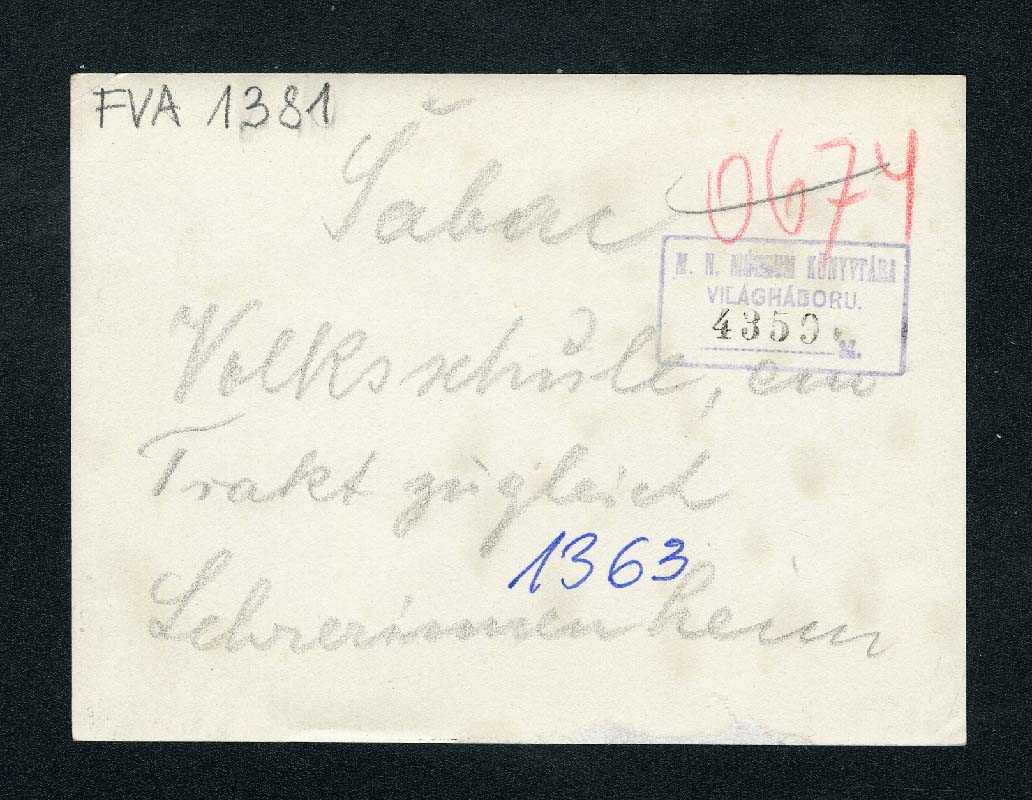 FVA 1381
Šabac
0674
M. N. MÚZEUM KÖNYVTÁRA
VILÁGHÁBORU.
4359.
sz.
Volksschule, ein
Trakt zugleich
1363
Lehrerinnenheim